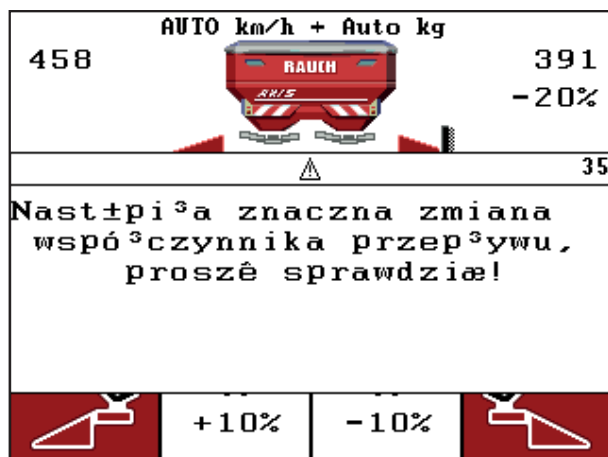 AUTO km/h + Auto kg
458
391
-20%
RAUCH
AXIS
35
Nast±pi³a znaczna zmiana
wspó³czynnika przep³ywu,
proszê sprawdziæ!
+10%
-10%